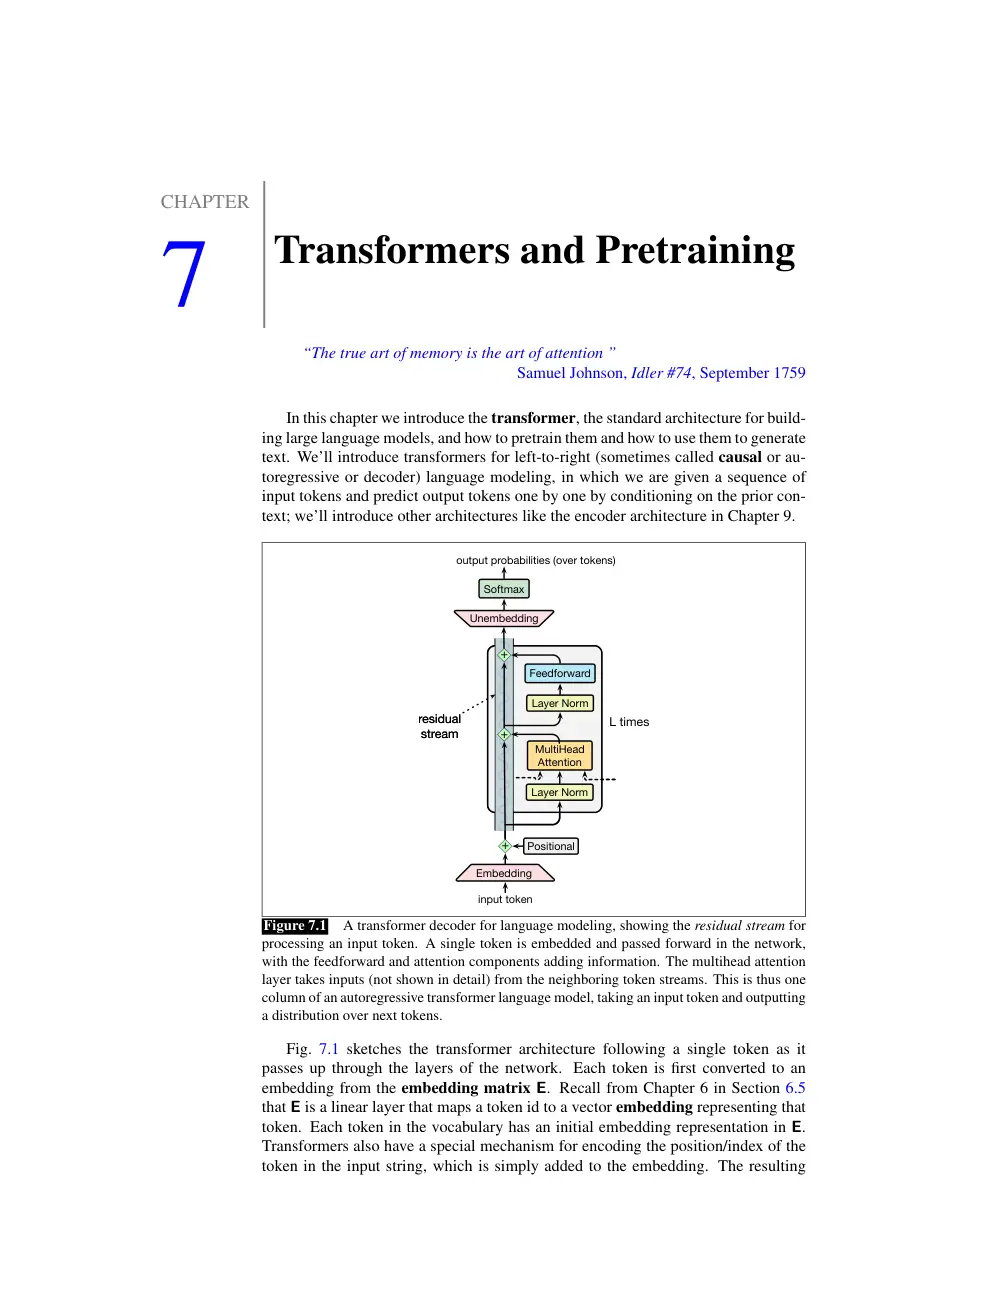 CHAPTER
7
Transformers and Pretraining
“The true art of memory is the art of attention ”
Samuel Johnson, Idler #74, September 1759
In this chapter we introduce the transformer, the standard architecture for build-
ing large language models, and how to pretrain them and how to use them to generate
text. We’ll introduce transformers for left-to-right (sometimes called causal or au-
toregressive or decoder) language modeling, in which we are given a sequence of
input tokens and predict output tokens one by one by conditioning on the prior con-
text; we’ll introduce other architectures like the encoder architecture in Chapter 9.
output probabilities (over tokens)
Softmax
Unembedding
+
Feedforward
Layer Norm
residual
stream
L times
+
MultiHead
Attention
Layer Norm
+
Positional
Embedding
input token
Figure 7.1 A transformer decoder for language modeling, showing the residual stream for
processing an input token. A single token is embedded and passed forward in the network,
with the feedforward and attention components adding information. The multihead attention
layer takes inputs (not shown in detail) from the neighboring token streams. This is thus one
column of an autoregressive transformer language model, taking an input token and outputting
a distribution over next tokens.
Fig. 7.1 sketches the transformer architecture following a single token as it
passes up through the layers of the network. Each token is first converted to an
embedding from the embedding matrix E. Recall from Chapter 6 in Section 6.5
that E is a linear layer that maps a token id to a vector embedding representing that
token. Each token in the vocabulary has an initial embedding representation in E.
Transformers also have a special mechanism for encoding the position/index of the
token in the input string, which is simply added to the embedding. The resulting